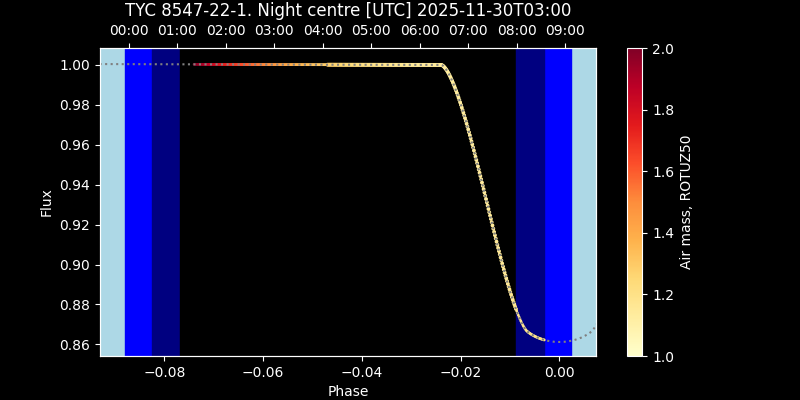 TYC 8547-22-1. Night centre [UTC] 2025-11-30T03:00
00:00 01:00 02:00 03:00 04:00 05:00 06:00 07:00 08:00 09:00
1.00
0.98
0.96
0.94
0.92
0.90
0.88
0.86
Flux
−0.08 −0.06 −0.04 −0.02 0.00
Phase
2.0
1.8
1.6
1.4
1.2
1.0
Air mass, ROTUZ50